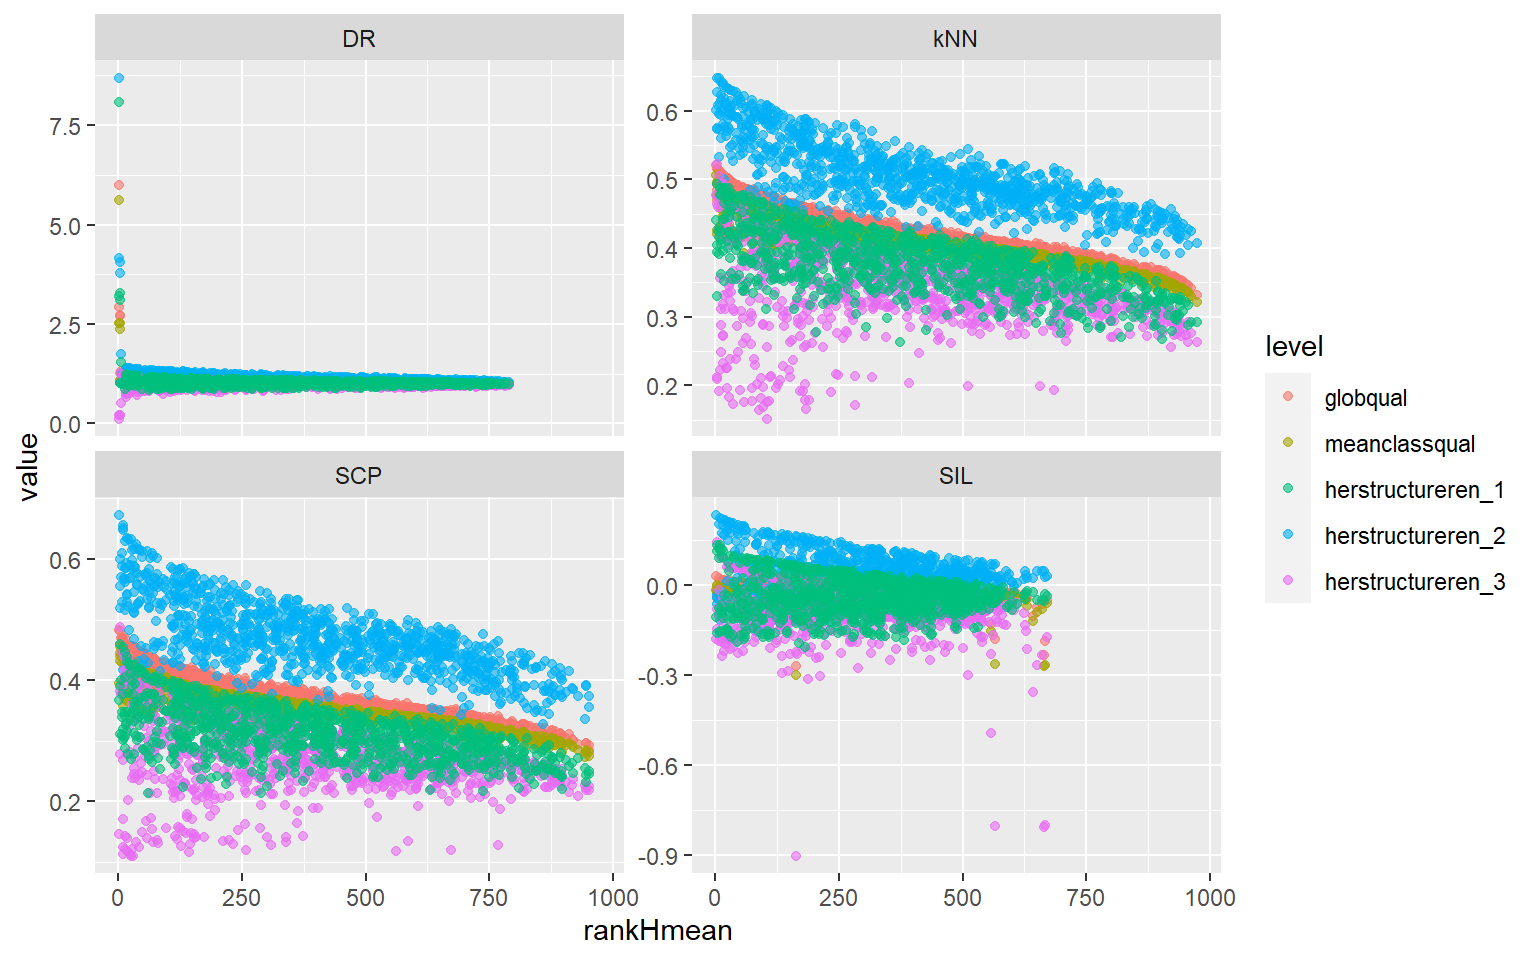 DR
kNN
7.5
5.0
2.5
0.0
0.6
0.5
0.4
0.3
0.2
SCP
SIL
0.6
0.4
0.2
0.0
-0.3
-0.6
-0.9
0 250 500 750 1000
0 250 500 750 1000
rankHmean
value
level
globqual
meanclassqual
herstructureren_1
herstructureren_2
herstructureren_3